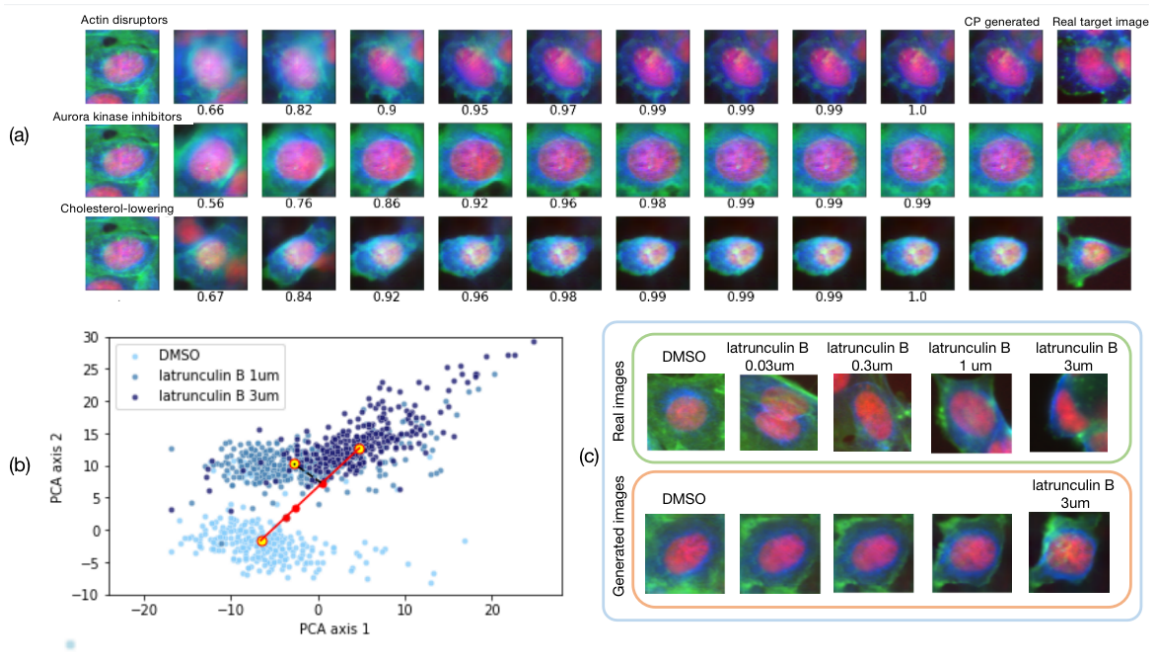 Actin disruptors
CP generated Real target image
0.66 0.82 0.9 0.95 0.97 0.99 0.99 0.99 1.0
(a)
Aurora kinase inhibitors
0.56 0.76 0.86 0.92 0.96 0.98 0.99 0.99 0.99
Cholesterol-lowering
0.67 0.84 0.92 0.96 0.98 0.99 0.99 0.99 1.0
(b)
PCA axis 2
30
25
20
15
10
5
0
−5
−10
DMSO
latrunculin B 1um
latrunculin B 3um
−20 −10 0 10 20
PCA axis 1
(c)
Real images
DMSO
latrunculin B
0.03um
latrunculin B
0.3um
latrunculin B
1 um
latrunculin B
3um
Generated images
DMSO
latrunculin B
3um